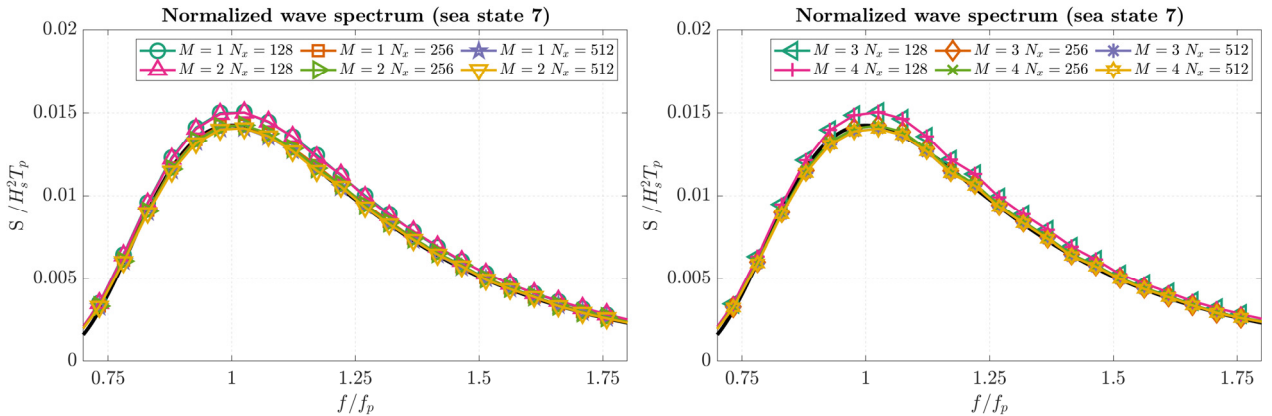 Normalized wave spectrum (sea state 7)
0.02
0.015
0.01
0.005
0
S / H_s^2 T_p
M = 1 N_x = 128
M = 1 N_x = 256
M = 1 N_x = 512
M = 2 N_x = 128
M = 2 N_x = 256
M = 2 N_x = 512
0.75 1 1.25 1.5 1.75
f/f_p
Normalized wave spectrum (sea state 7)
0.02
0.015
0.01
0.005
0
S / H_s^2 T_p
M = 3 N_x = 128
M = 3 N_x = 256
M = 3 N_x = 512
M = 4 N_x = 128
M = 4 N_x = 256
M = 4 N_x = 512
0.75 1 1.25 1.5 1.75
f/f_p